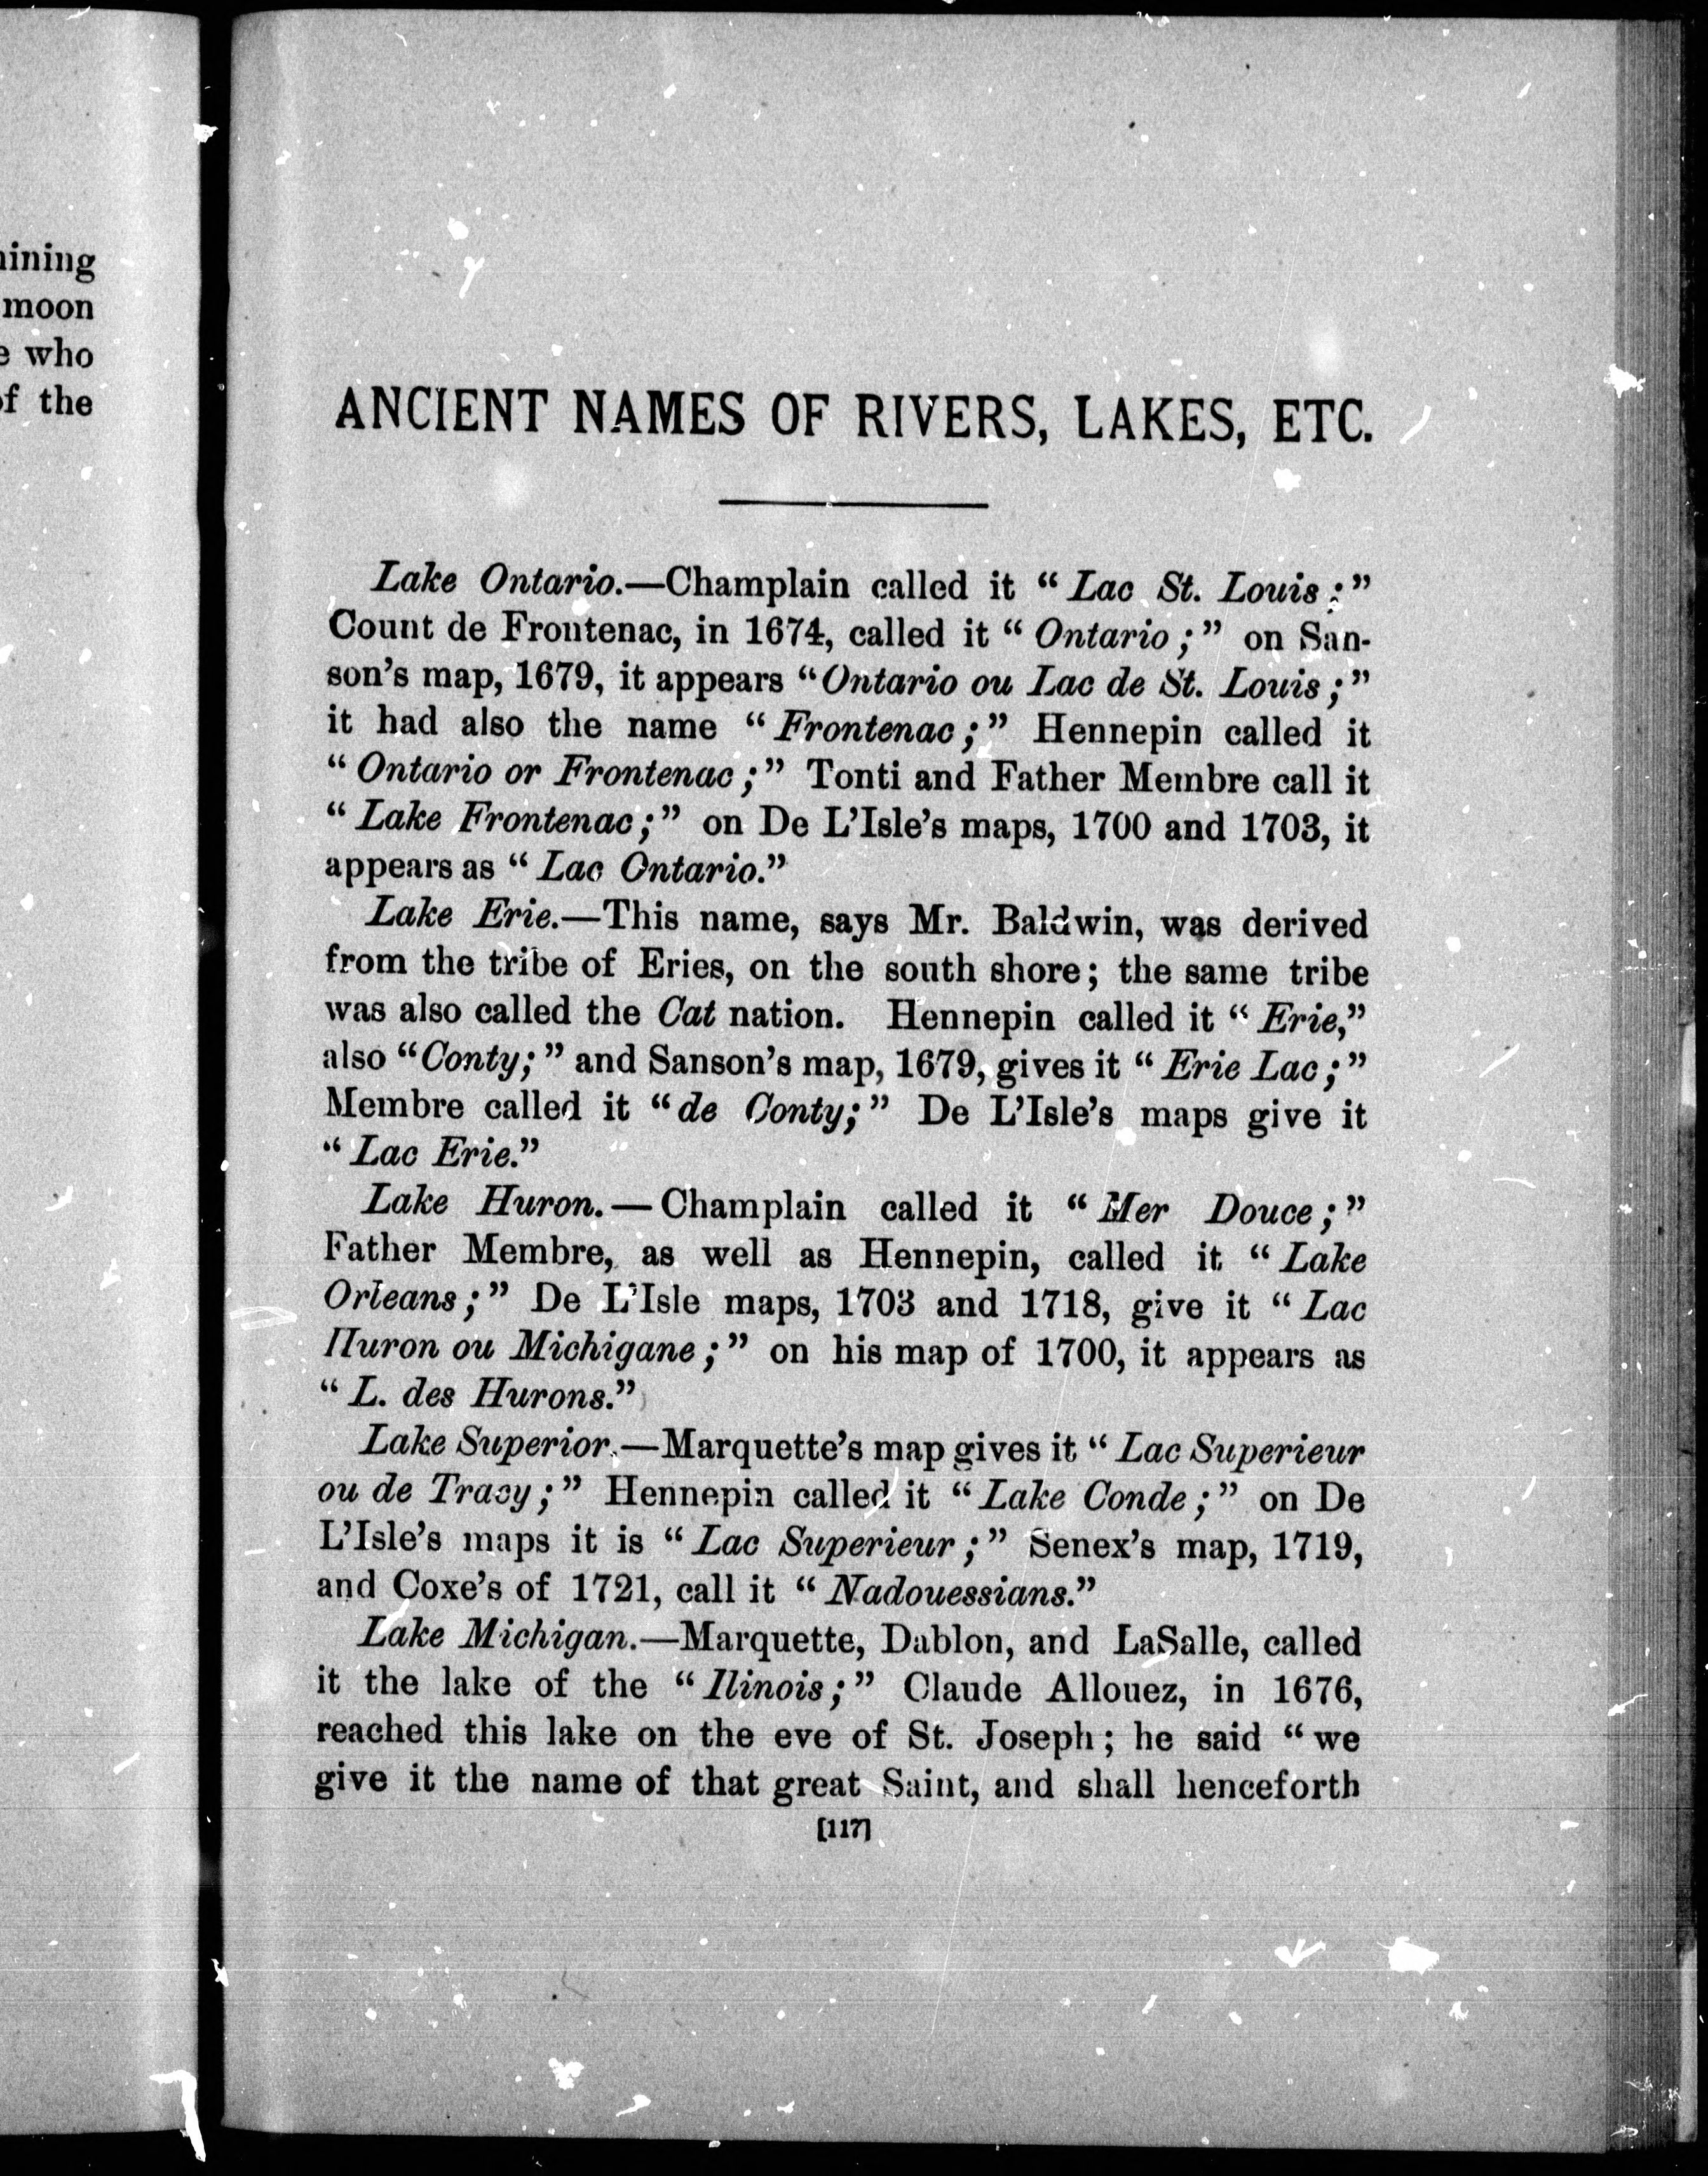 ining
moon
who
of the
ANCIENT NAMES OF RIVERS, LAKES, ETC.
Lake Ontario.—Champlain called it “Lac St. Louis;”
Count de Frontenac, in 1674, called it “Ontario;” on San-
son’s map, 1679, it appears “Ontario ou Lac de St. Louis;”
it had also the name “Frontenac;” Hennepin called it
“Ontario or Frontenac;” Tonti and Father Membre call it
“Lake Frontenac;” on De L’Isle’s maps, 1700 and 1703, it
appears as “Lac Ontario.”
Lake Erie.—This name, says Mr. Baldwin, was derived
from the tribe of Eries, on the south shore; the same tribe
was also called the Cat nation. Hennepin called it “Erie,”
also “Conty;” and Sanson’s map, 1679, gives it “Erie Lac;”
Membre called it “de Conty;” De L’Isle’s maps give it
“Lac Erie.”
Lake Huron.—Champlain called it “Mer Douce;”
Father Membre, as well as Hennepin, called it “Lake
Orleans;” De L’Isle maps, 1703 and 1718, give it “Lac
Huron ou Michigane;” on his map of 1700, it appears as
“L. des Hurons.”
Lake Superior.—Marquette’s map gives it “Lac Superieur
ou de Tracy;” Hennepin called it “Lake Conde;” on De
L’Isle’s maps it is “Lac Superieur;” Senex’s map, 1719,
and Coxe’s of 1721, call it “Nadouessians.”
Lake Michigan.—Marquette, Dablon, and LaSalle, called
it the lake of the “Ilinois;” Claude Allouez, in 1676,
reached this lake on the eve of St. Joseph; he said “we
give it the name of that great Saint, and shall henceforth
[117]